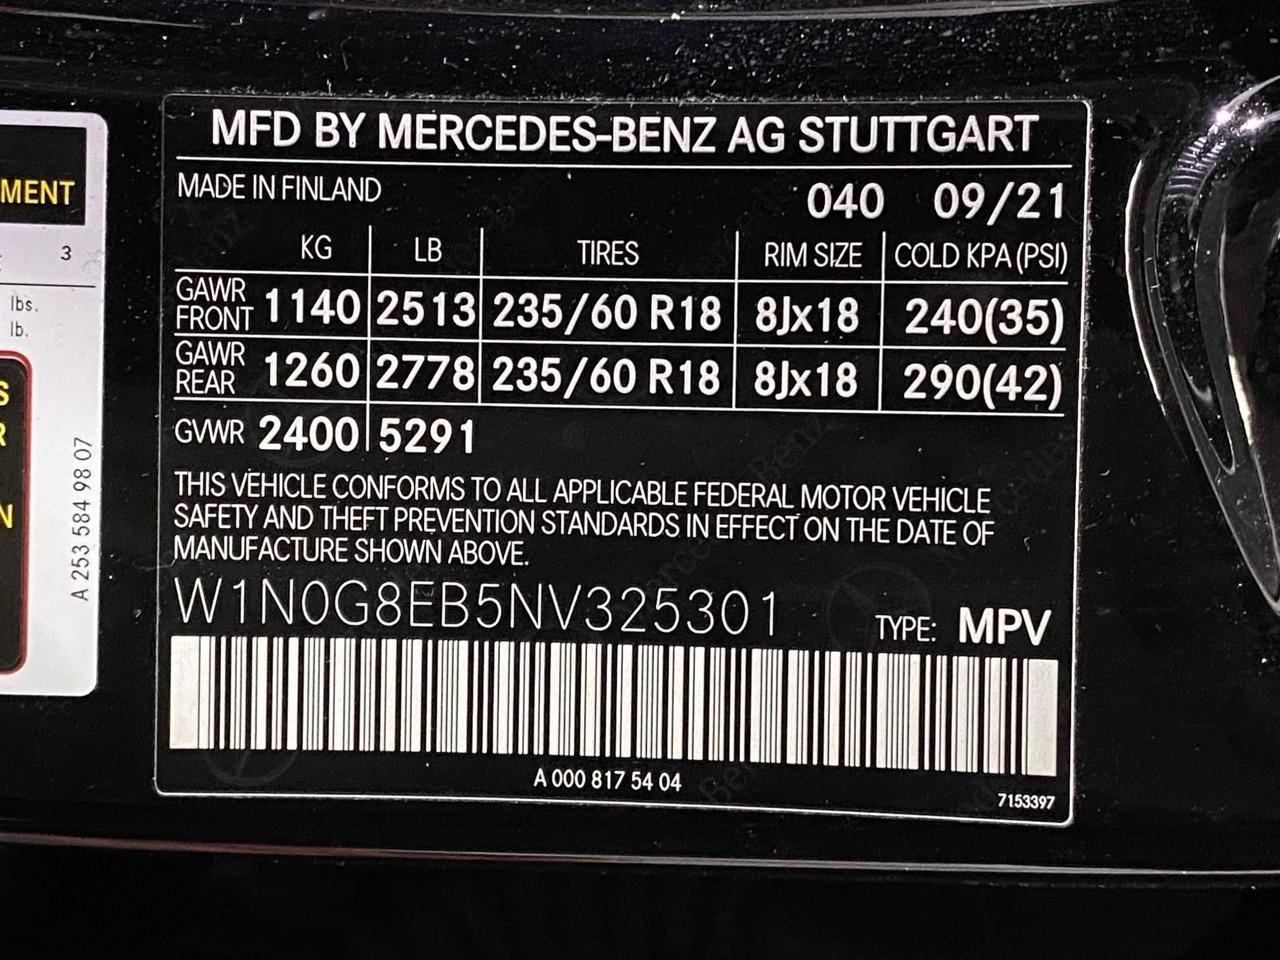 MENT
3
lbs.
lb.
S
R
N
A 253 584 98 07
MFD BY MERCEDES-BENZ AG STUTTGART
MADE IN FINLAND 040 09/21
KG LB TIRES RIM SIZE COLD KPA (PSI)
GAWR FRONT 1140 2513 235/60 R18 8Jx18 240(35)
GAWR REAR 1260 2778 235/60 R18 8Jx18 290(42)
GVWR 2400 5291
THIS VEHICLE CONFORMS TO ALL APPLICABLE FEDERAL MOTOR VEHICLE
SAFETY AND THEFT PREVENTION STANDARDS IN EFFECT ON THE DATE OF
MANUFACTURE SHOWN ABOVE.
W1N0G8EB5NV325301 TYPE: MPV
A 000 817 54 04
7153397